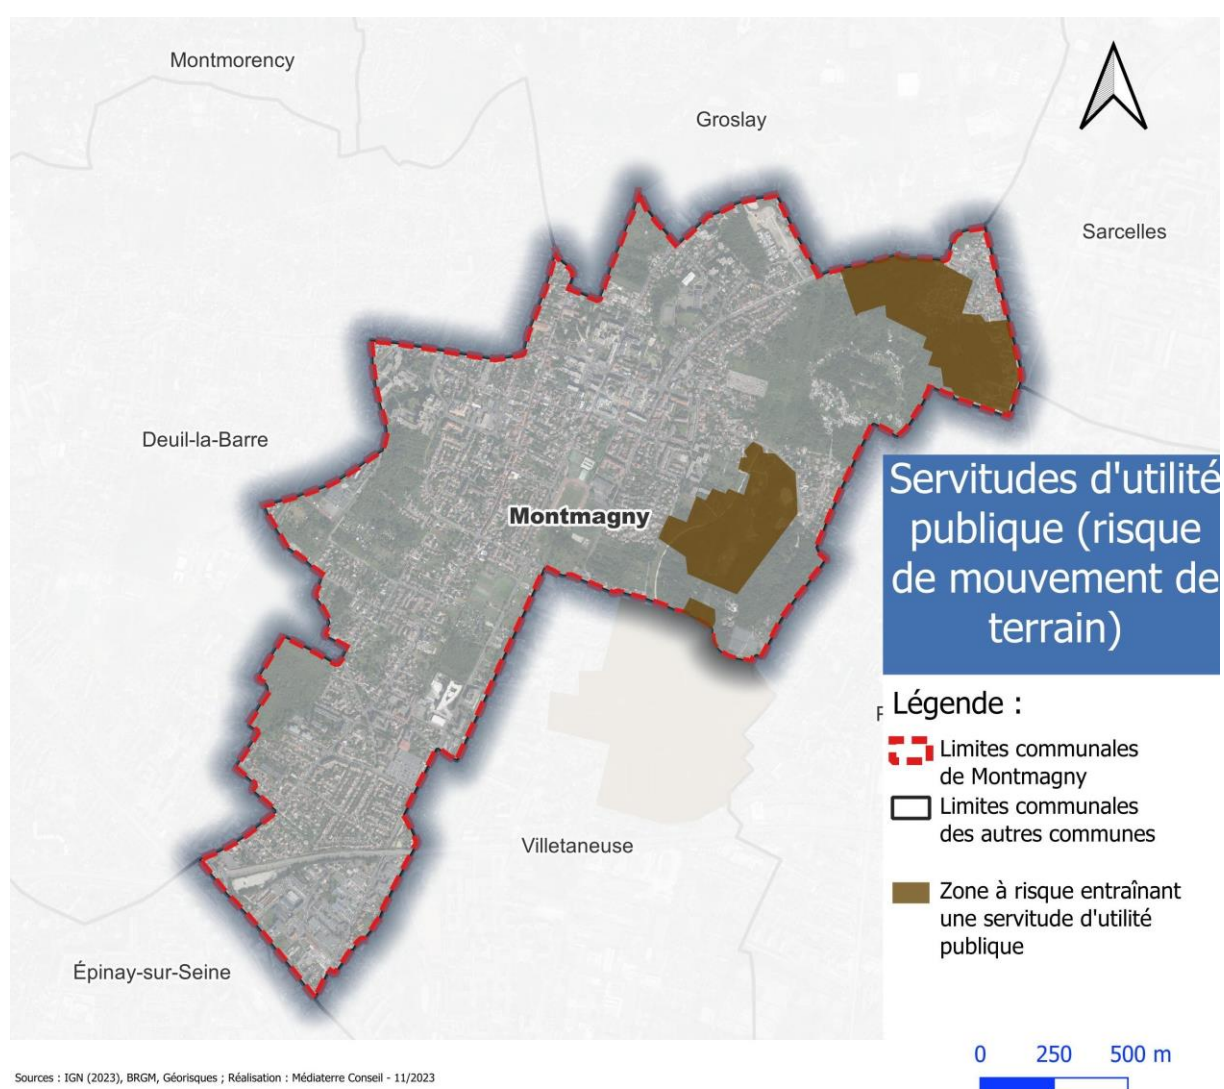 Montmorency
Groslay
Sarcelles
Deuil-la-Barre
Montmagny
Servitudes d'utilité
publique (risque
de mouvement de
terrain)
Légende :
Limites communales
de Montmagny
Limites communales
des autres communes
Villetaneuse
Zone à risque entraînant
une servitude d'utilité
publique
Épinay-sur-Seine
0 250 500 m
Sources : IGN (2023), BRGM, Géorisques ; Réalisation : Médiaterre Conseil - 11/2023